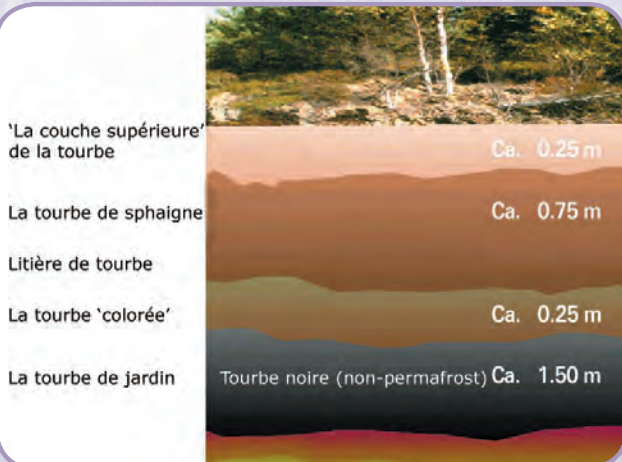 ‘La couche supérieure’
de la tourbe
Ca. 0.25 m
La tourbe de sphaigne
Ca. 0.75 m
Litière de tourbe
La tourbe ‘colorée’
Ca. 0.25 m
La tourbe de jardin
Tourbe noire (non-permafrost) Ca. 1.50 m